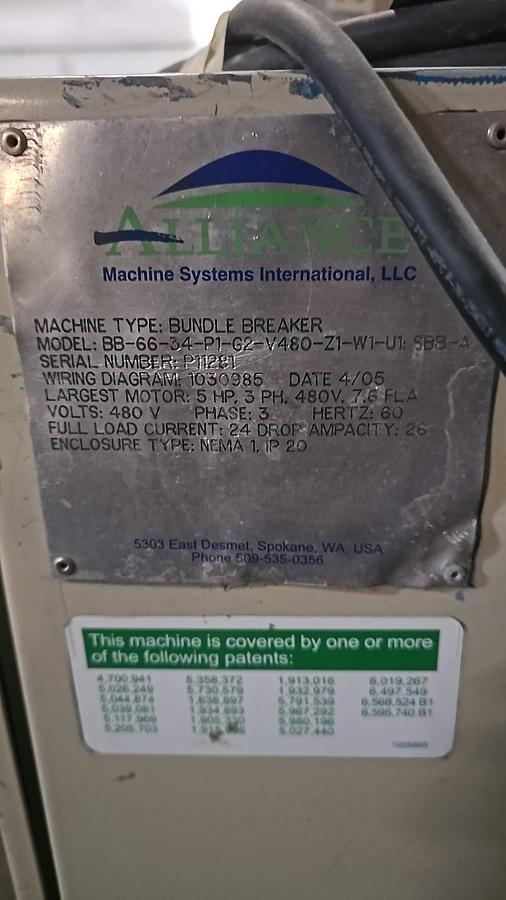 ALLIANCE
Machine Systems International, LLC
MACHINE TYPE: BUNDLE BREAKER
MODEL: BB-66-34-P1-G2-V480-Z1-W1-U1: SBB-A
SERIAL NUMBER: P11281
WIRING DIAGRAM: 1030985 DATE 4/05
LARGEST MOTOR: 5 HP, 3 PH, 480V, 7.6 FLA
VOLTS: 480 V PHASE: 3 HERTZ: 60
FULL LOAD CURRENT: 24 DROP AMPACITY: 26
ENCLOSURE TYPE: NEMA 1, IP 20
5303 East Desmet, Spokane, WA, USA
Phone 509-535-0356
This machine is covered by one or more
of the following patents:
4,700,941 5,358,372 1,913,016 6,019,267
5,026,249 5,730,579 1,932,979 6,497,549
5,044,874 1,638,897 5,791,539 6,568,524 B1
5,039,081 1,934,893 5,967,292 6,595,740 B1
5,117,969 5,980,196
5,205,703 5,027,440